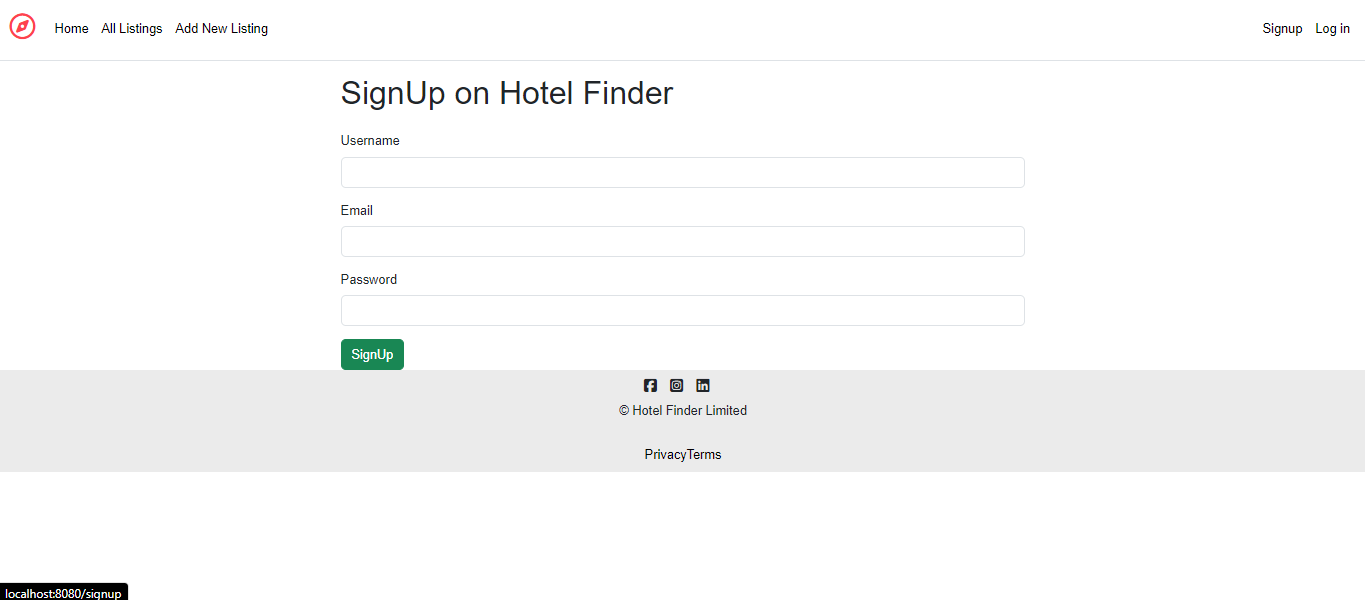 Home All Listings Add New Listing Signup Log in
SignUp on Hotel Finder
Username
Email
Password
SignUp
© Hotel Finder Limited
PrivacyTerms
localhost:8080/signup